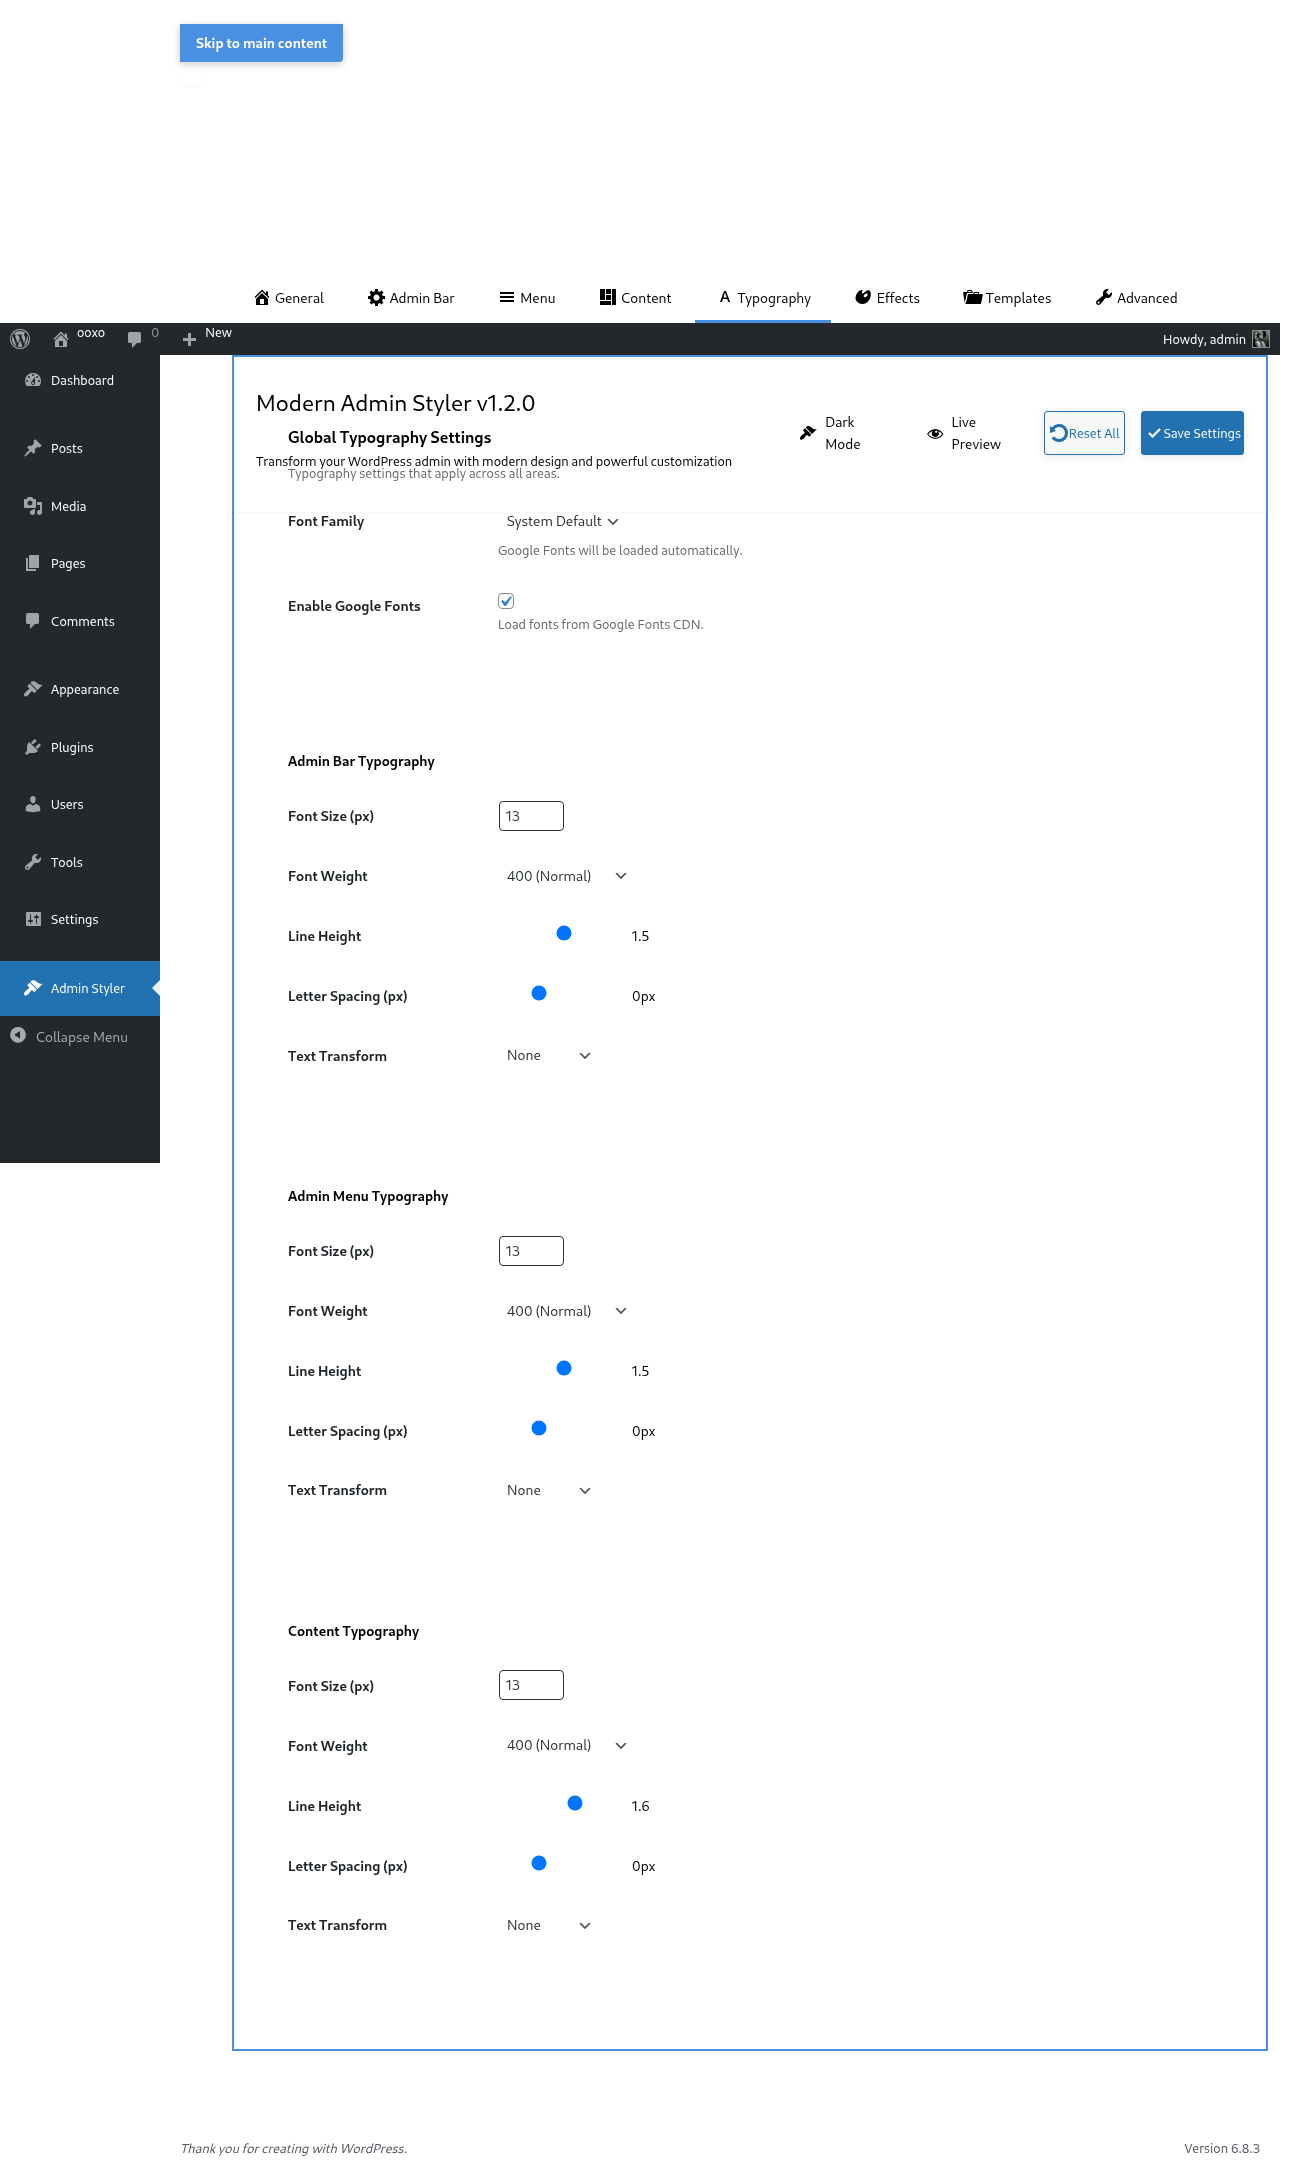 Skip to main content
General
Admin Bar
Menu
Content
Typography
Effects
Templates
Advanced
ooxo
0
New
Howdy, admin
Dashboard
Posts
Media
Pages
Comments
Appearance
Plugins
Users
Tools
Settings
Admin Styler
Collapse Menu
Modern Admin Styler v1.2.0
Global Typography Settings
Transform your WordPress admin with modern design and powerful customization
Typography settings that apply across all areas.
Dark
Mode
Live
Preview
Reset All
Save Settings
Font Family
System Default
Google Fonts will be loaded automatically.
Enable Google Fonts
Load fonts from Google Fonts CDN.
Admin Bar Typography
Font Size (px)
13
Font Weight
400 (Normal)
Line Height
1.5
Letter Spacing (px)
0px
Text Transform
None
Admin Menu Typography
Font Size (px)
13
Font Weight
400 (Normal)
Line Height
1.5
Letter Spacing (px)
0px
Text Transform
None
Content Typography
Font Size (px)
13
Font Weight
400 (Normal)
Line Height
1.6
Letter Spacing (px)
0px
Text Transform
None
Thank you for creating with WordPress.
Version 6.8.3